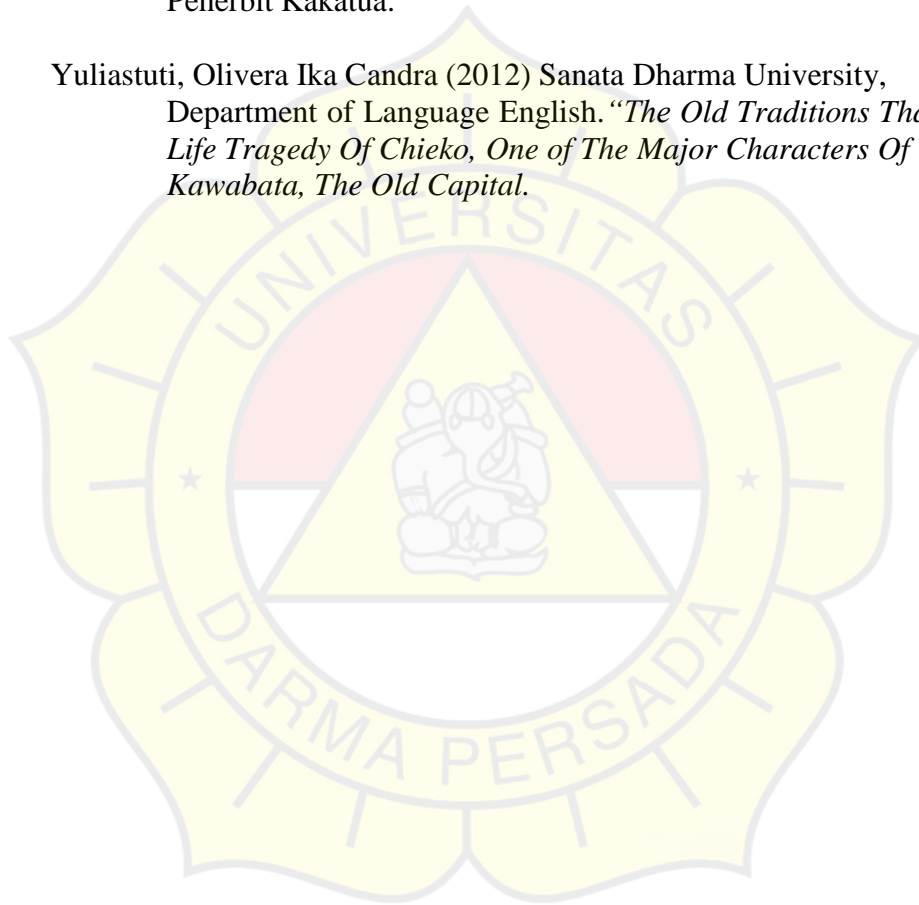 Penerbit Kakatua.
Yuliastuti, Olivera Ika Candra (2012) Sanata Dharma University,
Department of Language English.“The Old Traditions Tha
Life Tragedy Of Chieko, One of The Major Characters Of
Kawabata, The Old Capital.
UNIVERSITAS
DARMA PERSADA